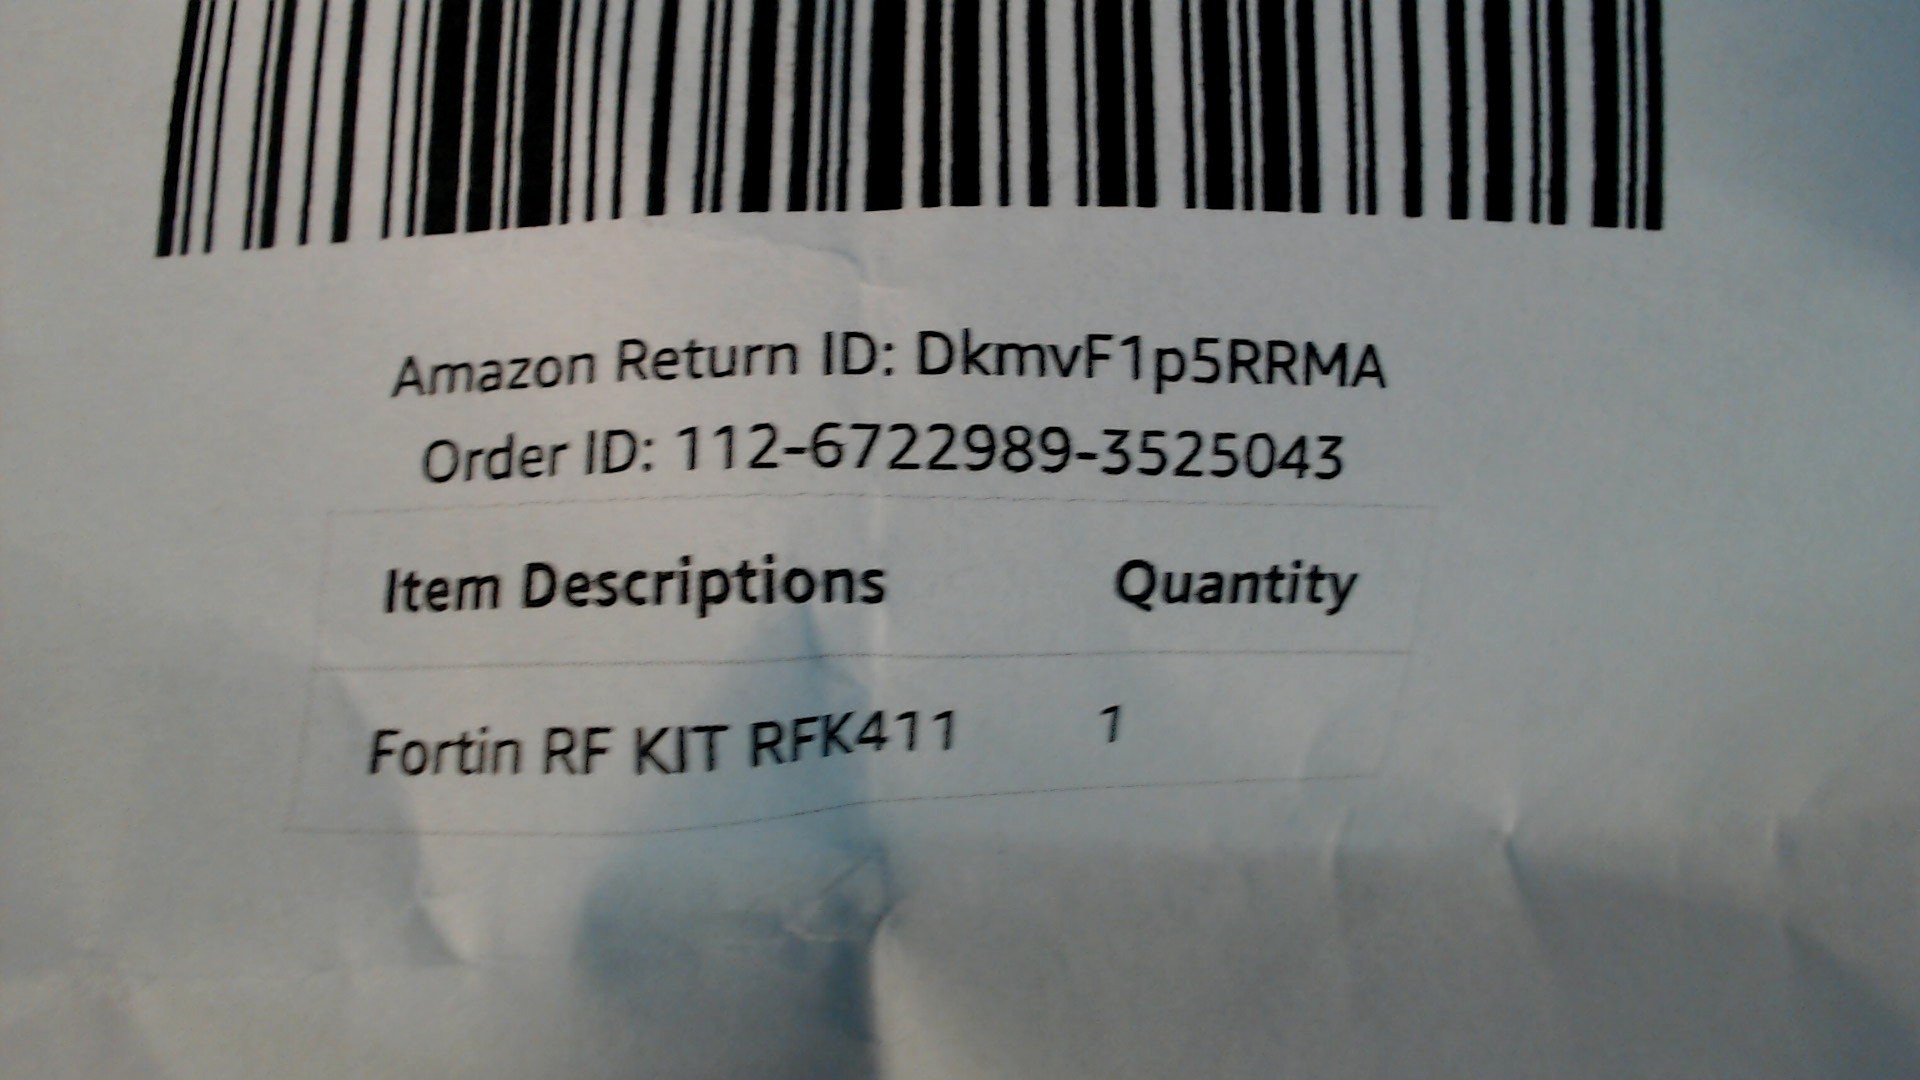 Amazon Return ID: DkmvF1p5RRMA
Order ID: 112-6722989-3525043
Item Descriptions Quantity
Fortin RF KIT RFK411 1